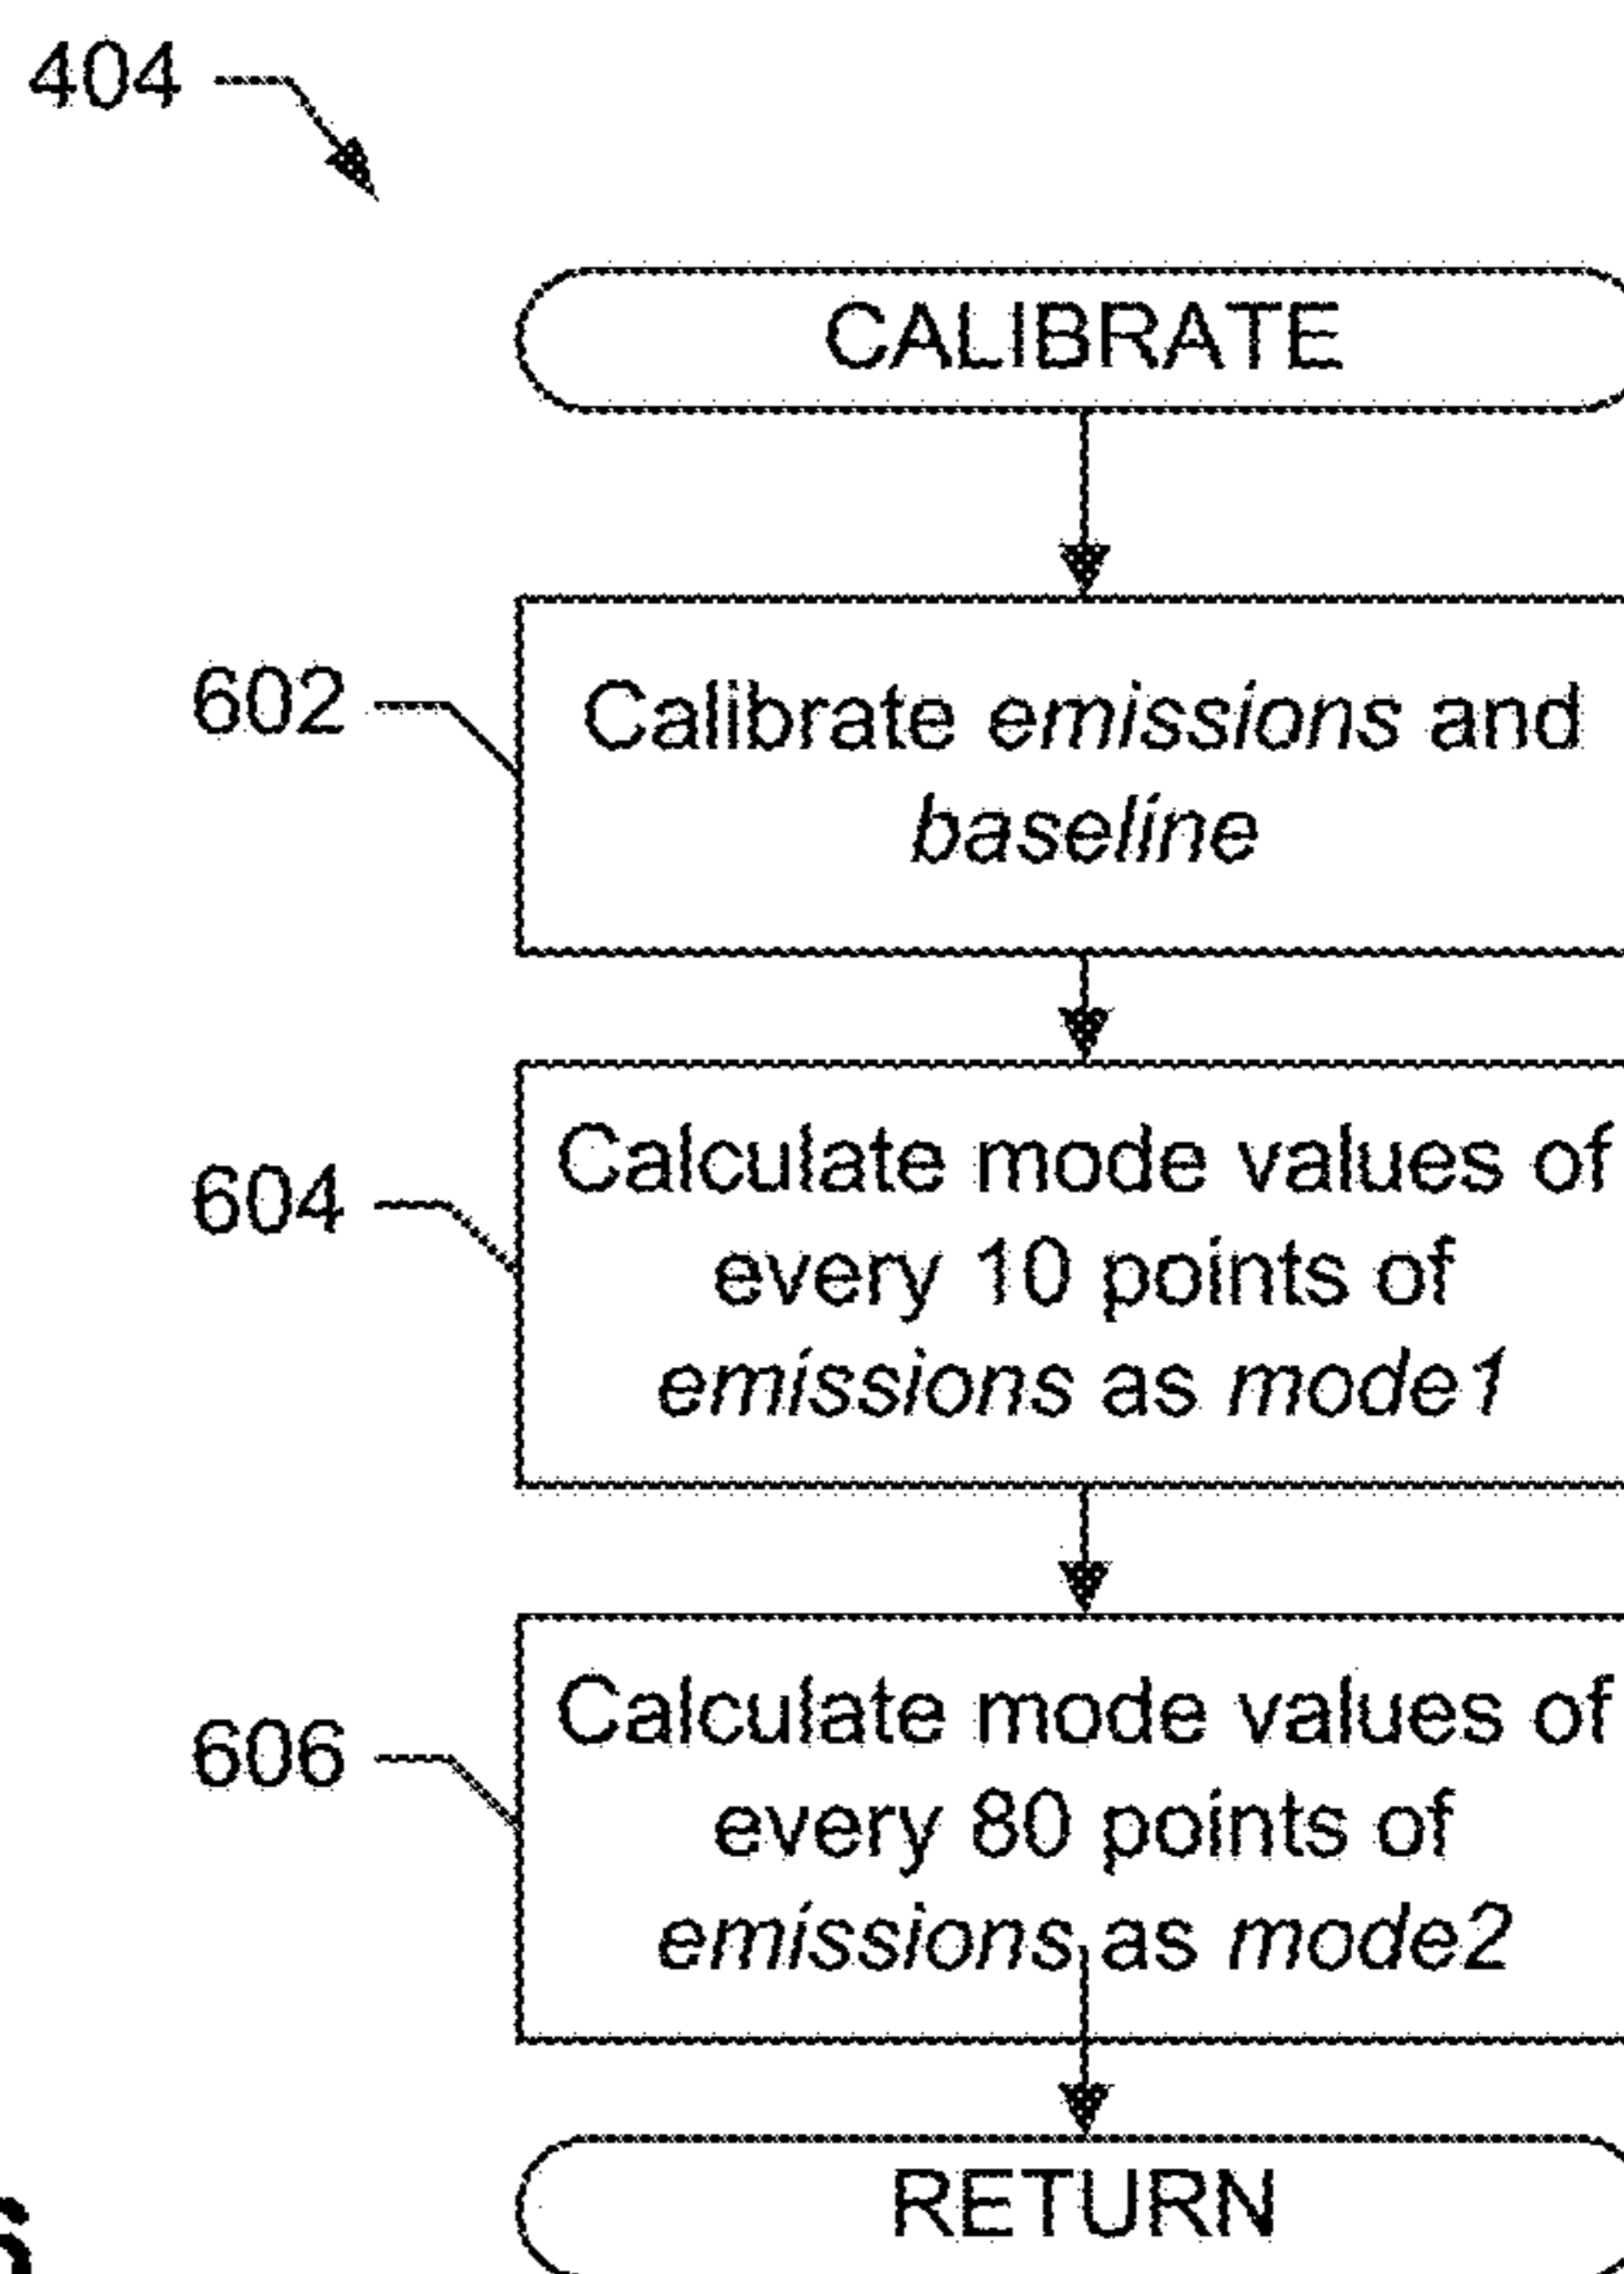 404
CALIBRATE
602
Calibrate emissions and
baseline
604
Calculate mode values of
every 10 points of
emissions as mode1
606
Calculate mode values of
every 80 points of
emissions as mode2
RETURN